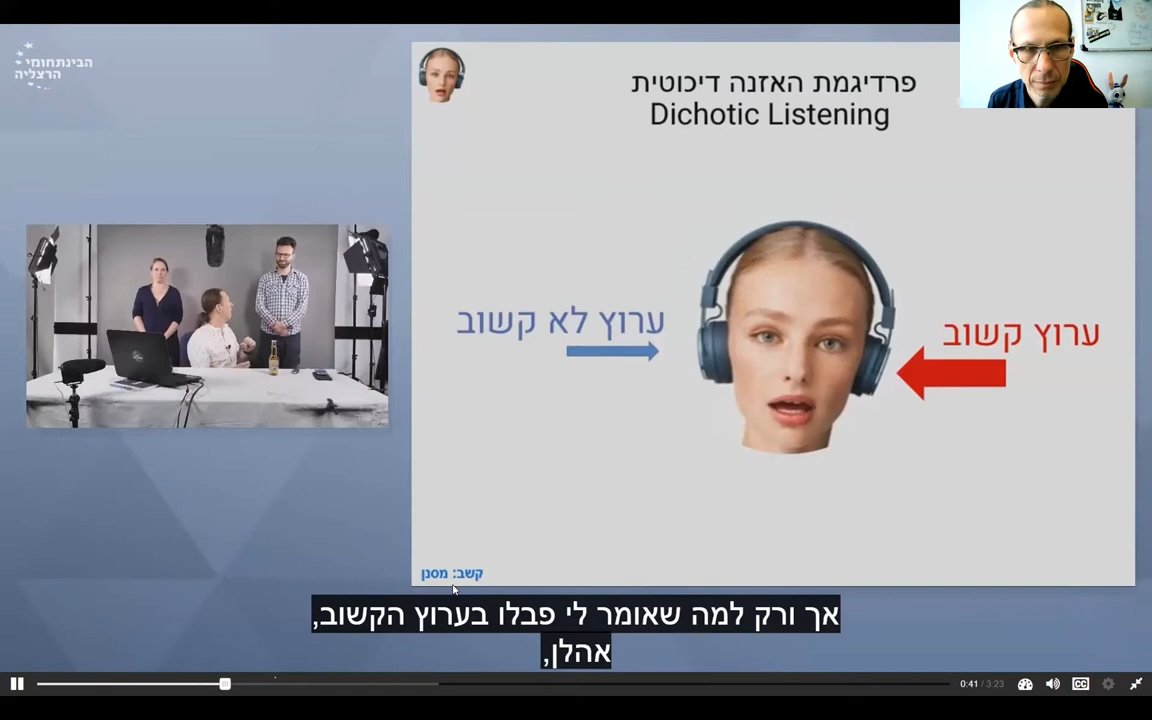 הבינתחומי
הרצליה
פרדיגמת האזנה דיכוטית
Dichotic Listening
ערוץ לא קשוב
ערוץ קשוב
קשב: מסנן
אך ורק למה שאומר לי פבלו בערוץ הקשוב,
אהלן,
0:41 / 3:23
CC